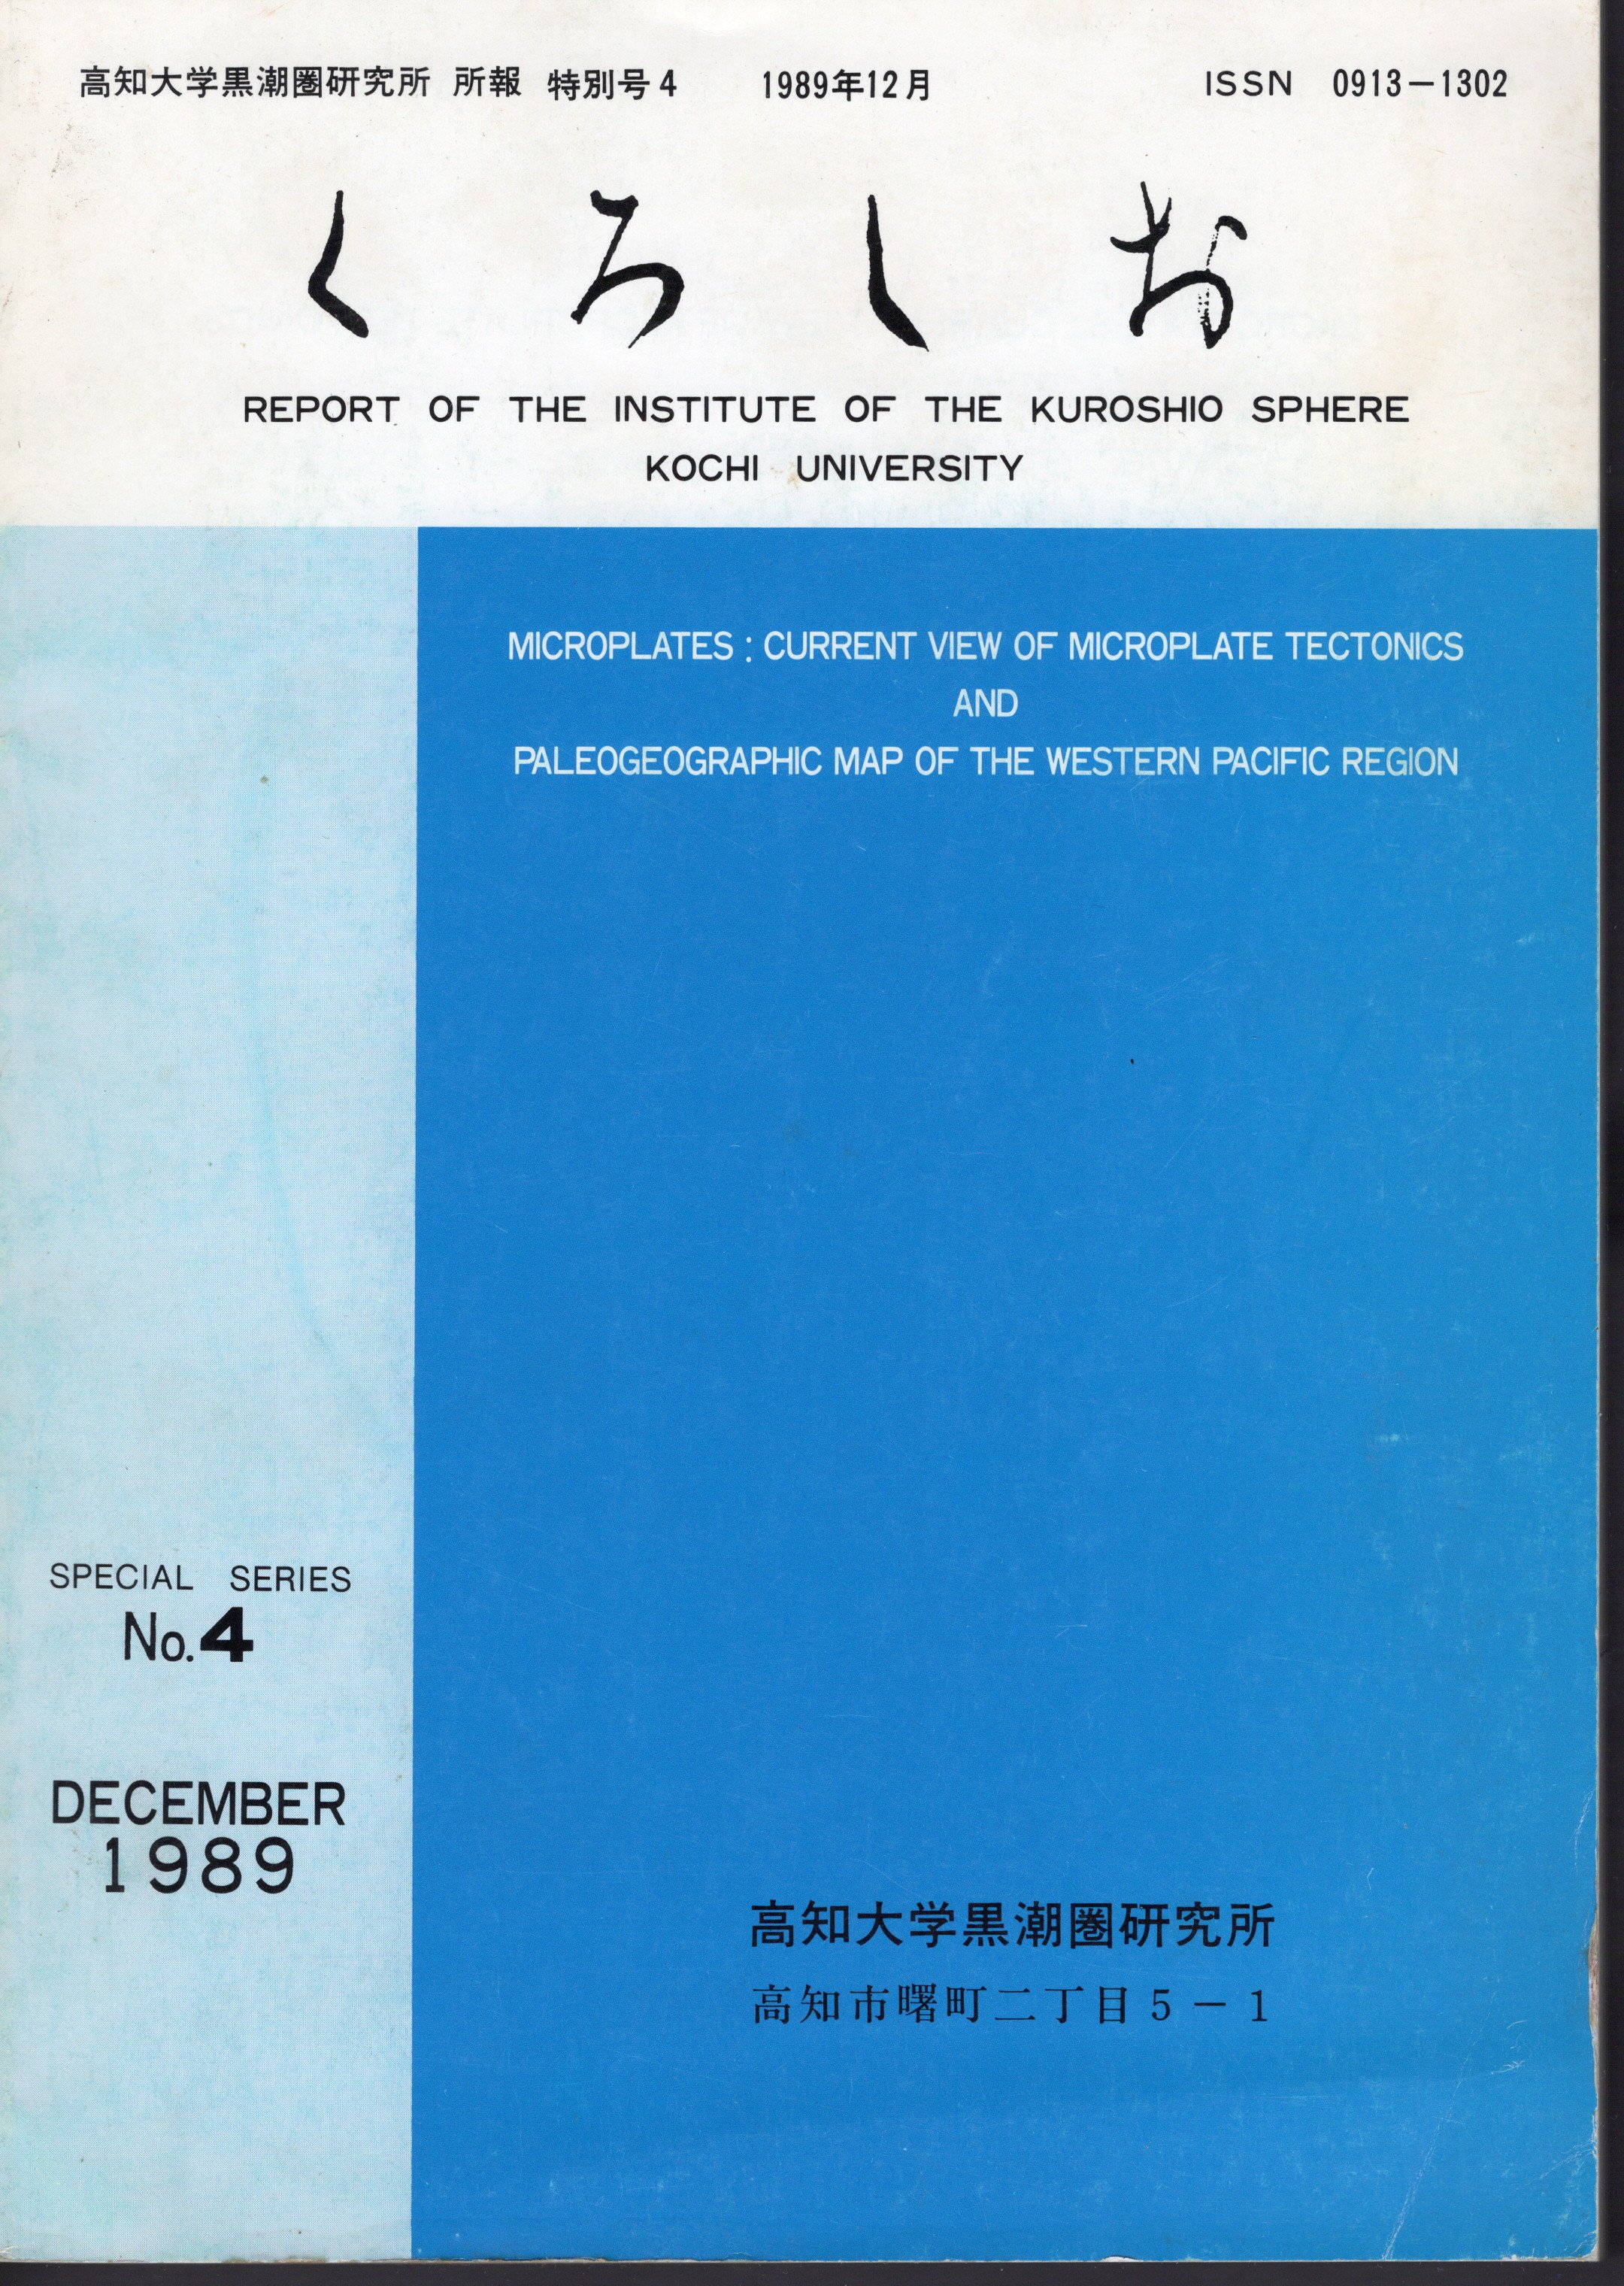 高知大学黒潮圏研究所 所報 特別号4 1989年12月 ISSN 0913-1302
くろしお
REPORT OF THE INSTITUTE OF THE KUROSHIO SPHERE
KOCHI UNIVERSITY
MICROPLATES : CURRENT VIEW OF MICROPLATE TECTONICS
AND
PALEOGEOGRAPHIC MAP OF THE WESTERN PACIFIC REGION
SPECIAL SERIES
No.4
DECEMBER
1989
高知大学黒潮圏研究所
高知市曙町二丁目5-1